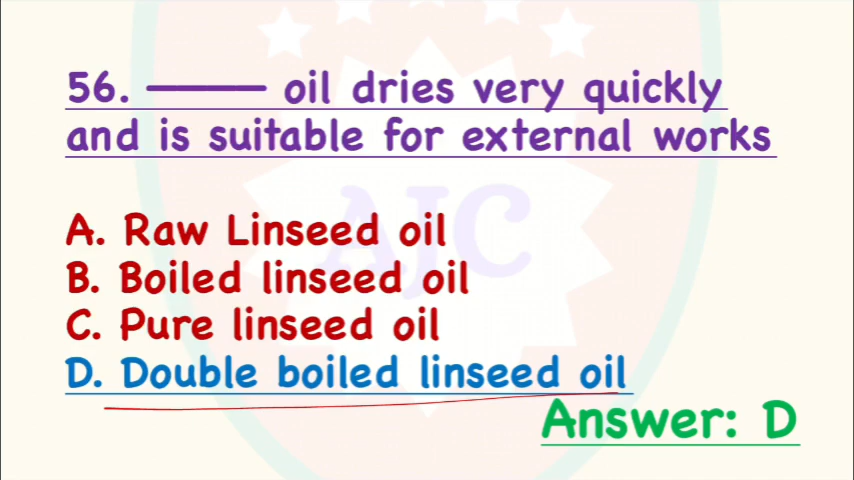 56. ——— oil dries very quickly
and is suitable for external works
AJC
A. Raw Linseed oil
B. Boiled linseed oil
C. Pure linseed oil
D. Double boiled linseed oil
Answer: D